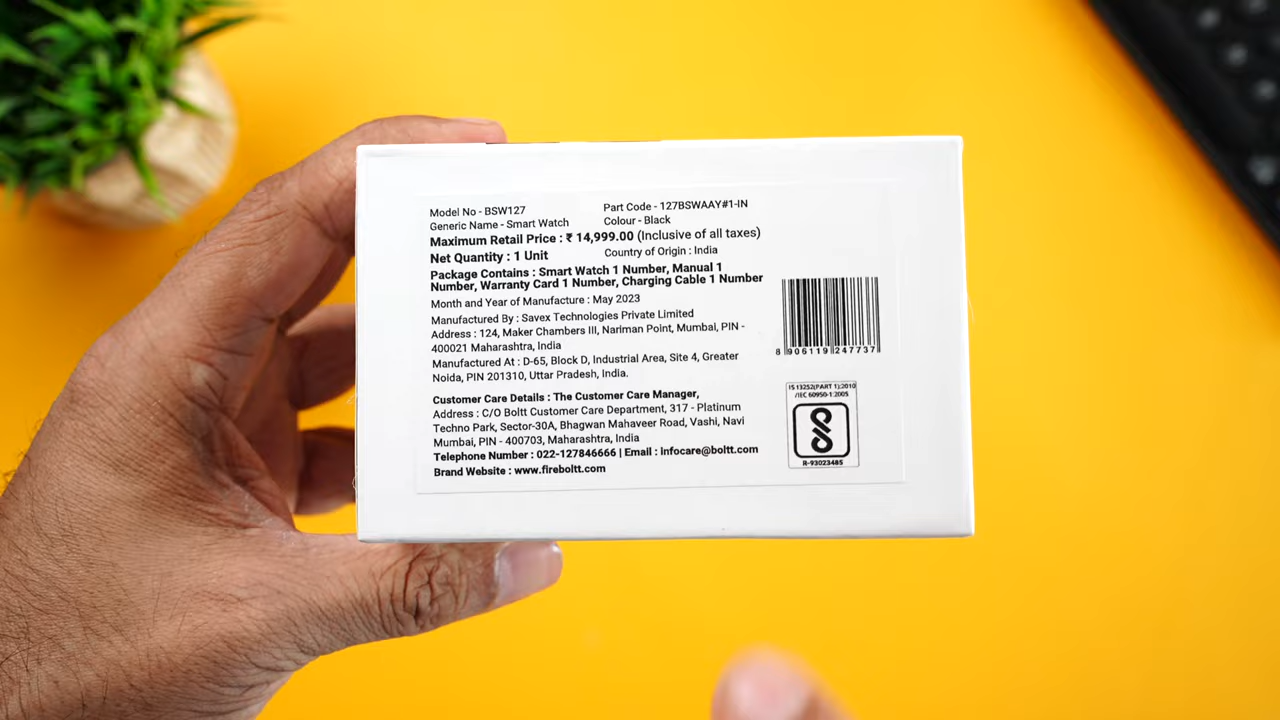 Model No - BSW127
Part Code - 127BSWAAY#1-IN
Generic Name - Smart Watch
Colour - Black
Maximum Retail Price : ₹ 14,999.00 (Inclusive of all taxes)
Net Quantity : 1 Unit
Country of Origin : India
Package Contains : Smart Watch 1 Number, Manual 1
Number, Warranty Card 1 Number, Charging Cable 1 Number
Month and Year of Manufacture : May 2023
Manufactured By : Savex Technologies Private Limited
Address : 124, Maker Chambers III, Nariman Point, Mumbai, PIN -
400021 Maharashtra, India
Manufactured At : D-65, Block D, Industrial Area, Site 4, Greater
Noida, PIN 201310, Uttar Pradesh, India.
Customer Care Details : The Customer Care Manager,
Address : C/O Boltt Customer Care Department, 317 - Platinum
Techno Park, Sector-30A, Bhagwan Mahaveer Road, Vashi, Navi
Mumbai, PIN - 400703, Maharashtra, India
Telephone Number : 022-127846666 | Email : infocare@boltt.com
Brand Website : www.fireboltt.com
8 906119 247737
IS 13252(PART 1):2010
/IEC 60950-1:2005
R-93023485